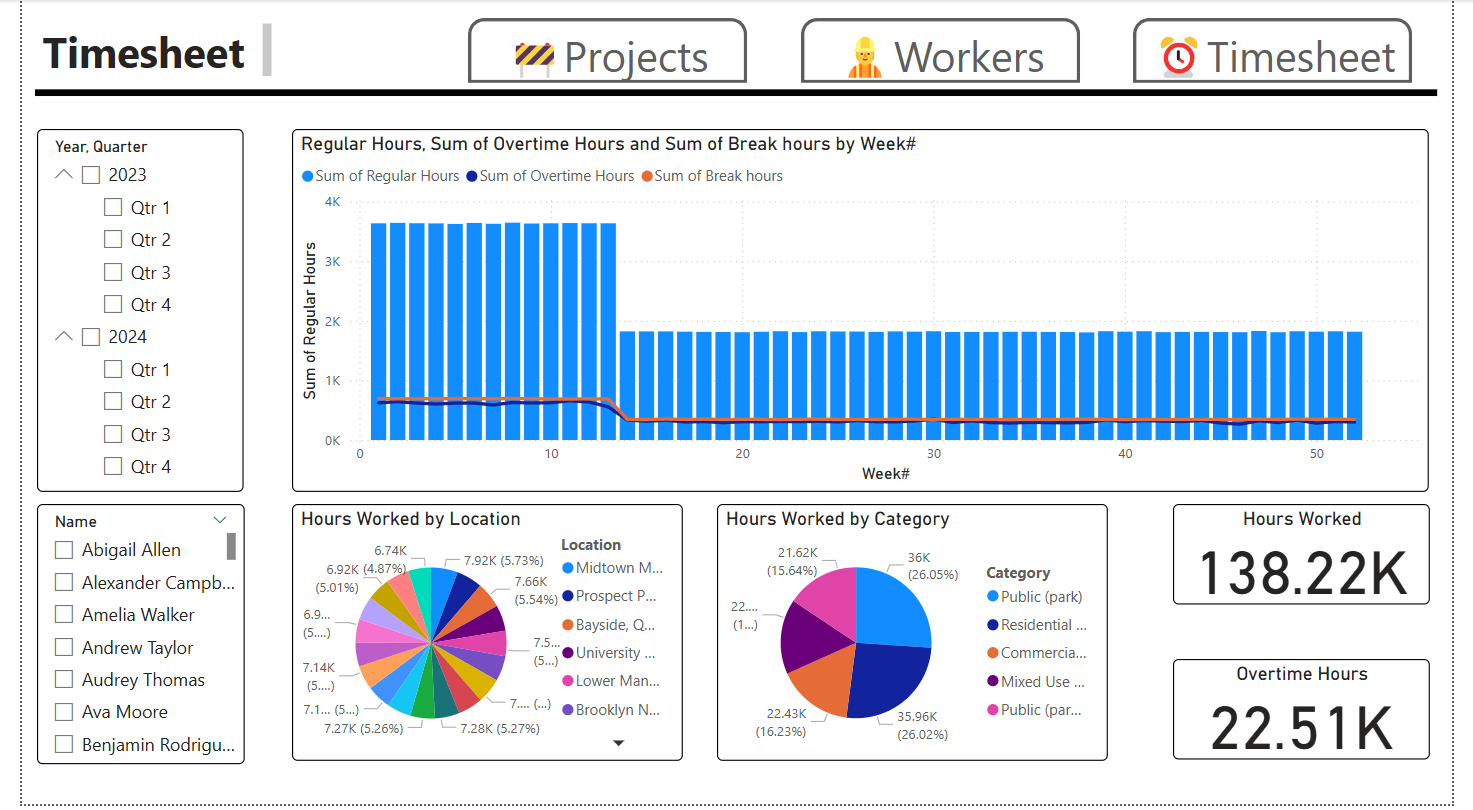 Timesheet
Projects
Workers
Timesheet
Year, Quarter
2023
Qtr 1
Qtr 2
Qtr 3
Qtr 4
2024
Qtr 1
Qtr 2
Qtr 3
Qtr 4
Regular Hours, Sum of Overtime Hours and Sum of Break hours by Week#
Sum of Regular Hours Sum of Overtime Hours Sum of Break hours
Sum of Regular Hours
4K
3K
2K
1K
0K
0 10 20 30 40 50
Week#
Name
Abigail Allen
Alexander Campb...
Amelia Walker
Andrew Taylor
Audrey Thomas
Ava Moore
Benjamin Rodrigu...
Hours Worked by Location
7.92K (5.73%)
7.66K
(5.54%)
7.5...
(5...)
7.... (...)
7.28K (5.27%)
7.27K (5.26%)
7.1... (5...)
7.14K
(5....)
6.9...
(5....)
6.92K
(5.01%)
6.74K
(4.87%)
Location
Midtown M...
Prospect P...
Bayside, Q...
University ...
Lower Man...
Brooklyn N...
Hours Worked by Category
36K
(26.05%)
35.96K
(26.02%)
22.43K
(16.23%)
22....
(1...)
21.62K
(15.64%)
Category
Public (park)
Residential ...
Commercia...
Mixed Use ...
Public (par...
Hours Worked
138.22K
Overtime Hours
22.51K